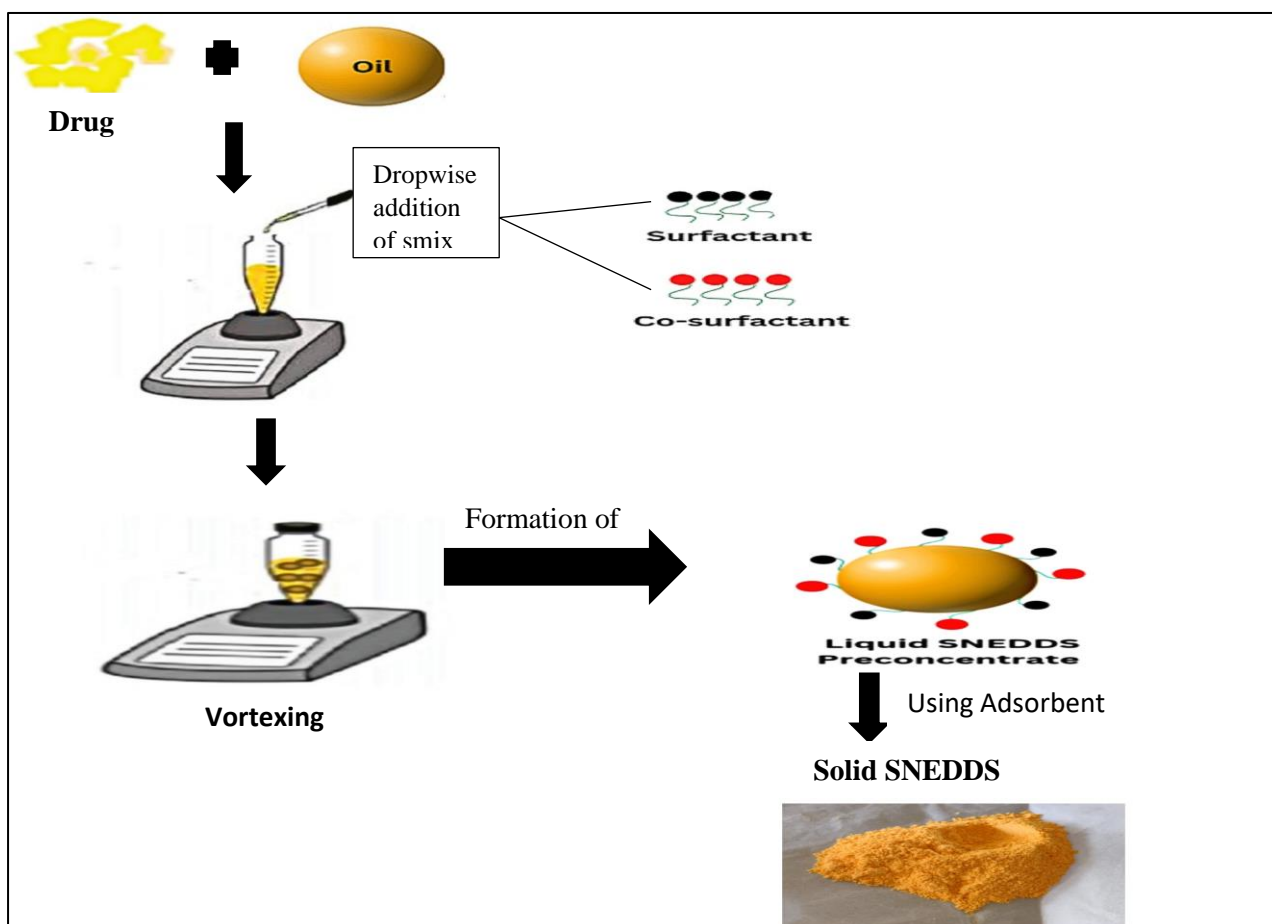 Oil
Drug
Dropwise
addition
of smix
Surfactant
Co-surfactant
Formation of
Liquid SNEDDS
Preconcentrate
Vortexing
Using Adsorbent
Solid SNEDDS